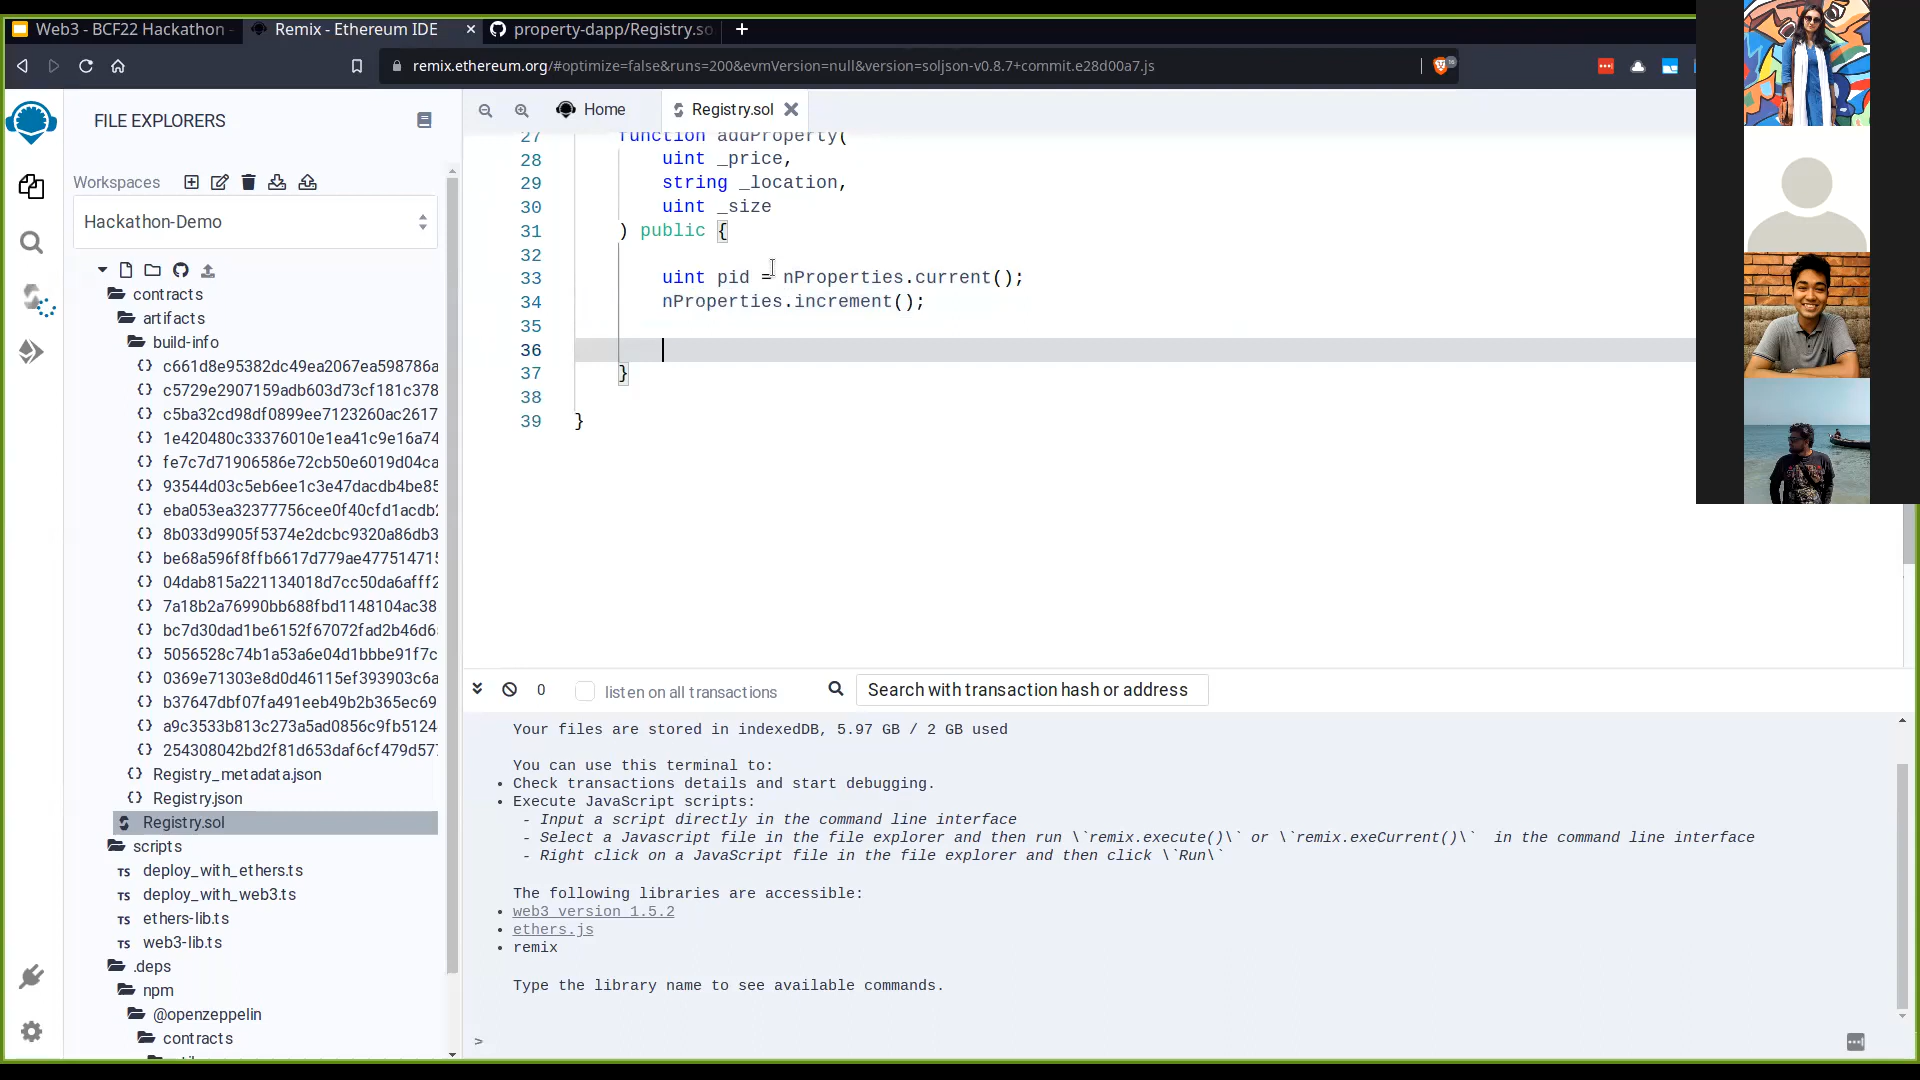 Web3 - BCF22 Hackathon -
Remix - Ethereum IDE
property-dapp/Registry.so
remix.ethereum.org/#optimize=false&runs=200&evmVersion=null&version=soljson-v0.8.7+commit.e28d00a7.js
FILE EXPLORERS
Home
Registry.sol
Workspaces
Hackathon-Demo
contracts
artifacts
build-info
c661d8e95382dc49ea2067ea598786a
c5729e2907159adb603d73cf181c378
c5ba32cd98df0899ee7123260ac2617
1e420480c33376010e1ea41c9e16a74
fe7c7d71906586e72cb50e6019d04ca
93544d03c5eb6ee1c3e47dacdb4be85
eba053ea32377756cee0f40cfd1acdb2
8b033d9905f5374e2dcbc9320a86db3
be68a596f8ffb6617d779ae477514715
04dab815a221134018d7cc50da6afff2
7a18b2a76990bb688fbd1148104ac38
bc7d30dad1be6152f67072fad2b46d6
5056528c74b1a53a6e04d1bbbe91f7c
0369e71303e8d0d46115ef393903c6a
b37647dbf07fa491eeb49b2b365ec69
a9c3533b813c273a5ad0856c9fb5124
254308042bd2f81d653daf6cf479d577
Registry_metadata.json
Registry.json
Registry.sol
scripts
deploy_with_ethers.ts
deploy_with_web3.ts
ethers-lib.ts
web3-lib.ts
.deps
npm
@openzeppelin
contracts
27 function addProperty(
28 uint _price,
29 string _location,
30 uint _size
31 ) public {
32
33 uint pid = nProperties.current();
34 nProperties.increment();
35
36
37 }
38
39 }
0 listen on all transactions Search with transaction hash or address
Your files are stored in indexedDB, 5.97 GB / 2 GB used
You can use this terminal to:
• Check transactions details and start debugging.
• Execute JavaScript scripts:
- Input a script directly in the command line interface
- Select a Javascript file in the file explorer and then run \`remix.execute()\` or \`remix.exeCurrent()\` in the command line interface
- Right click on a JavaScript file in the file explorer and then click \`Run\`
The following libraries are accessible:
• web3 version 1.5.2
• ethers.js
• remix
Type the library name to see available commands.
>